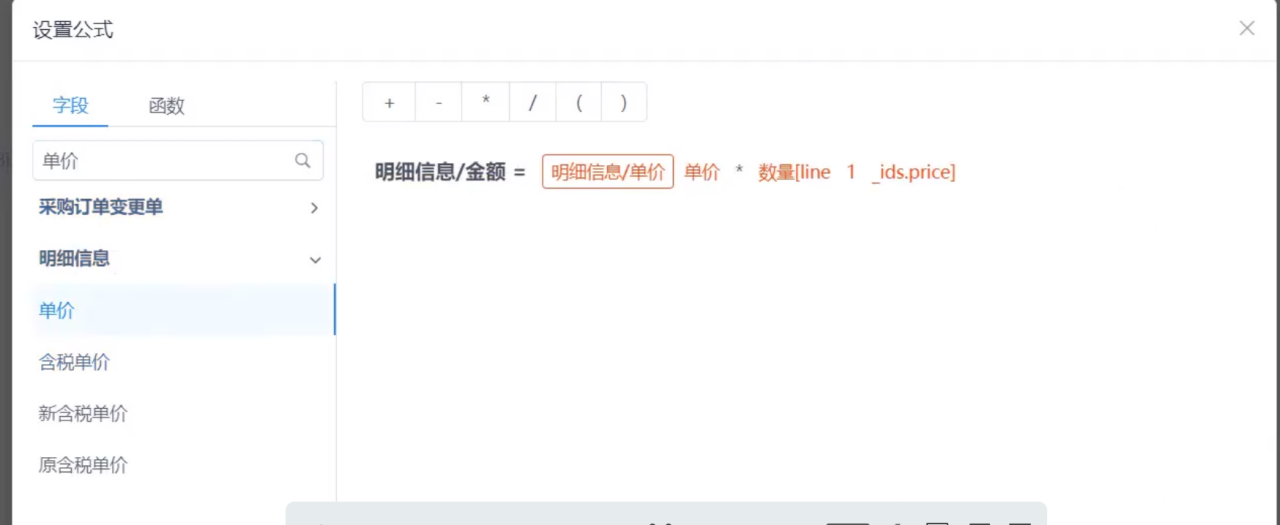 设置公式
字段 函数
+ - * / ( )
单价
明细信息/金额 = 明细信息/单价 单价 * 数量[line 1 _ids.price]
采购订单变更单
明细信息
单价
含税单价
新含税单价
原含税单价